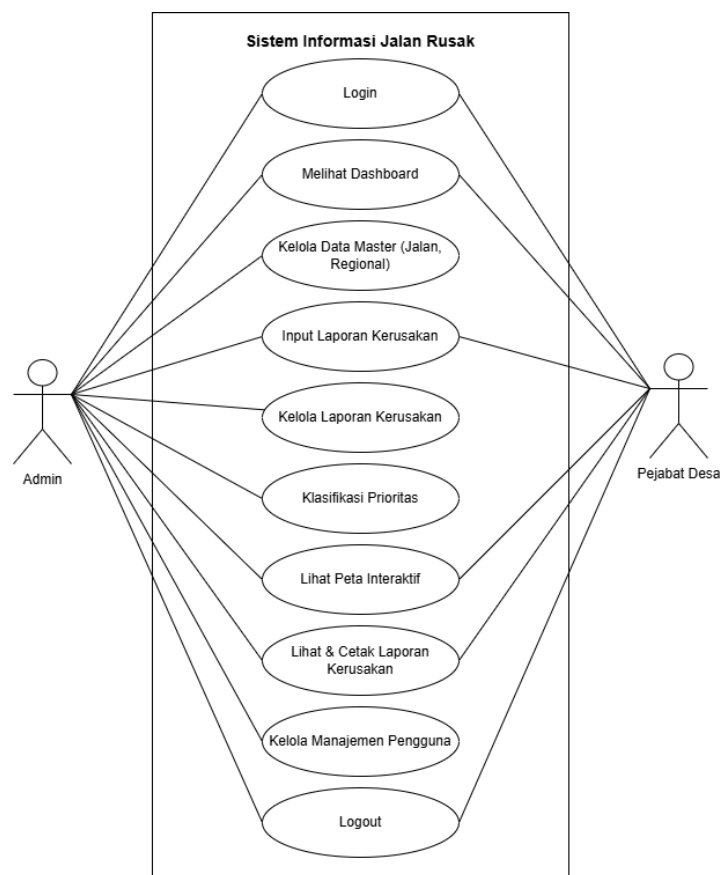 Sistem Informasi Jalan Rusak
Login
Melihat Dashboard
Kelola Data Master (Jalan,
Regional)
Input Laporan Kerusakan
Kelola Laporan Kerusakan
Admin
Pejabat Desa
Klasifikasi Prioritas
Lihat Peta Interaktif
Lihat & Cetak Laporan
Kerusakan
Kelola Manajemen Pengguna
Logout